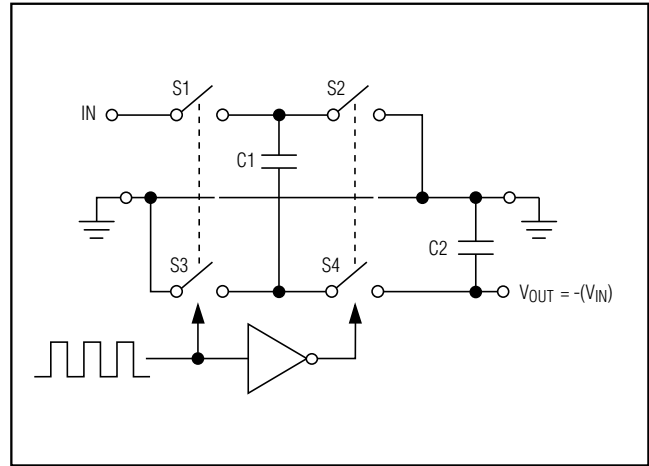 S1
S2
IN
C1
C2
S3
S4
VOUT = -(VIN)